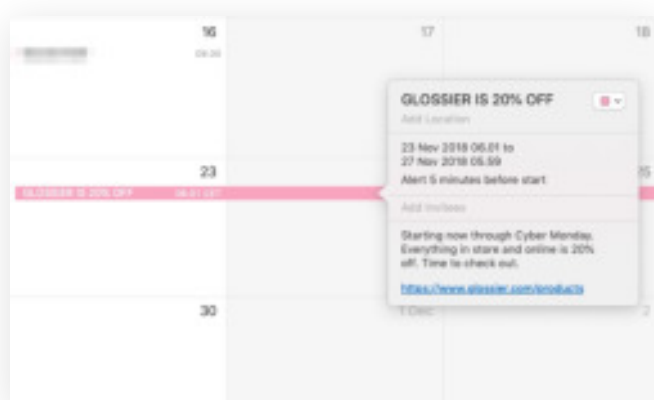 16
17
18
23
GLOSSIER IS 20% OFF
GLOSSIER IS 20% OFF
Add Location
23 Nov 2018 06.01 to
27 Nov 2018 05.59
Alert 5 minutes before start
Add Invitees
Starting now through Cyber Monday.
Everything in store and online is 20%
off. Time to check out.
https://www.glossier.com/products
25
30
1 Dec
2